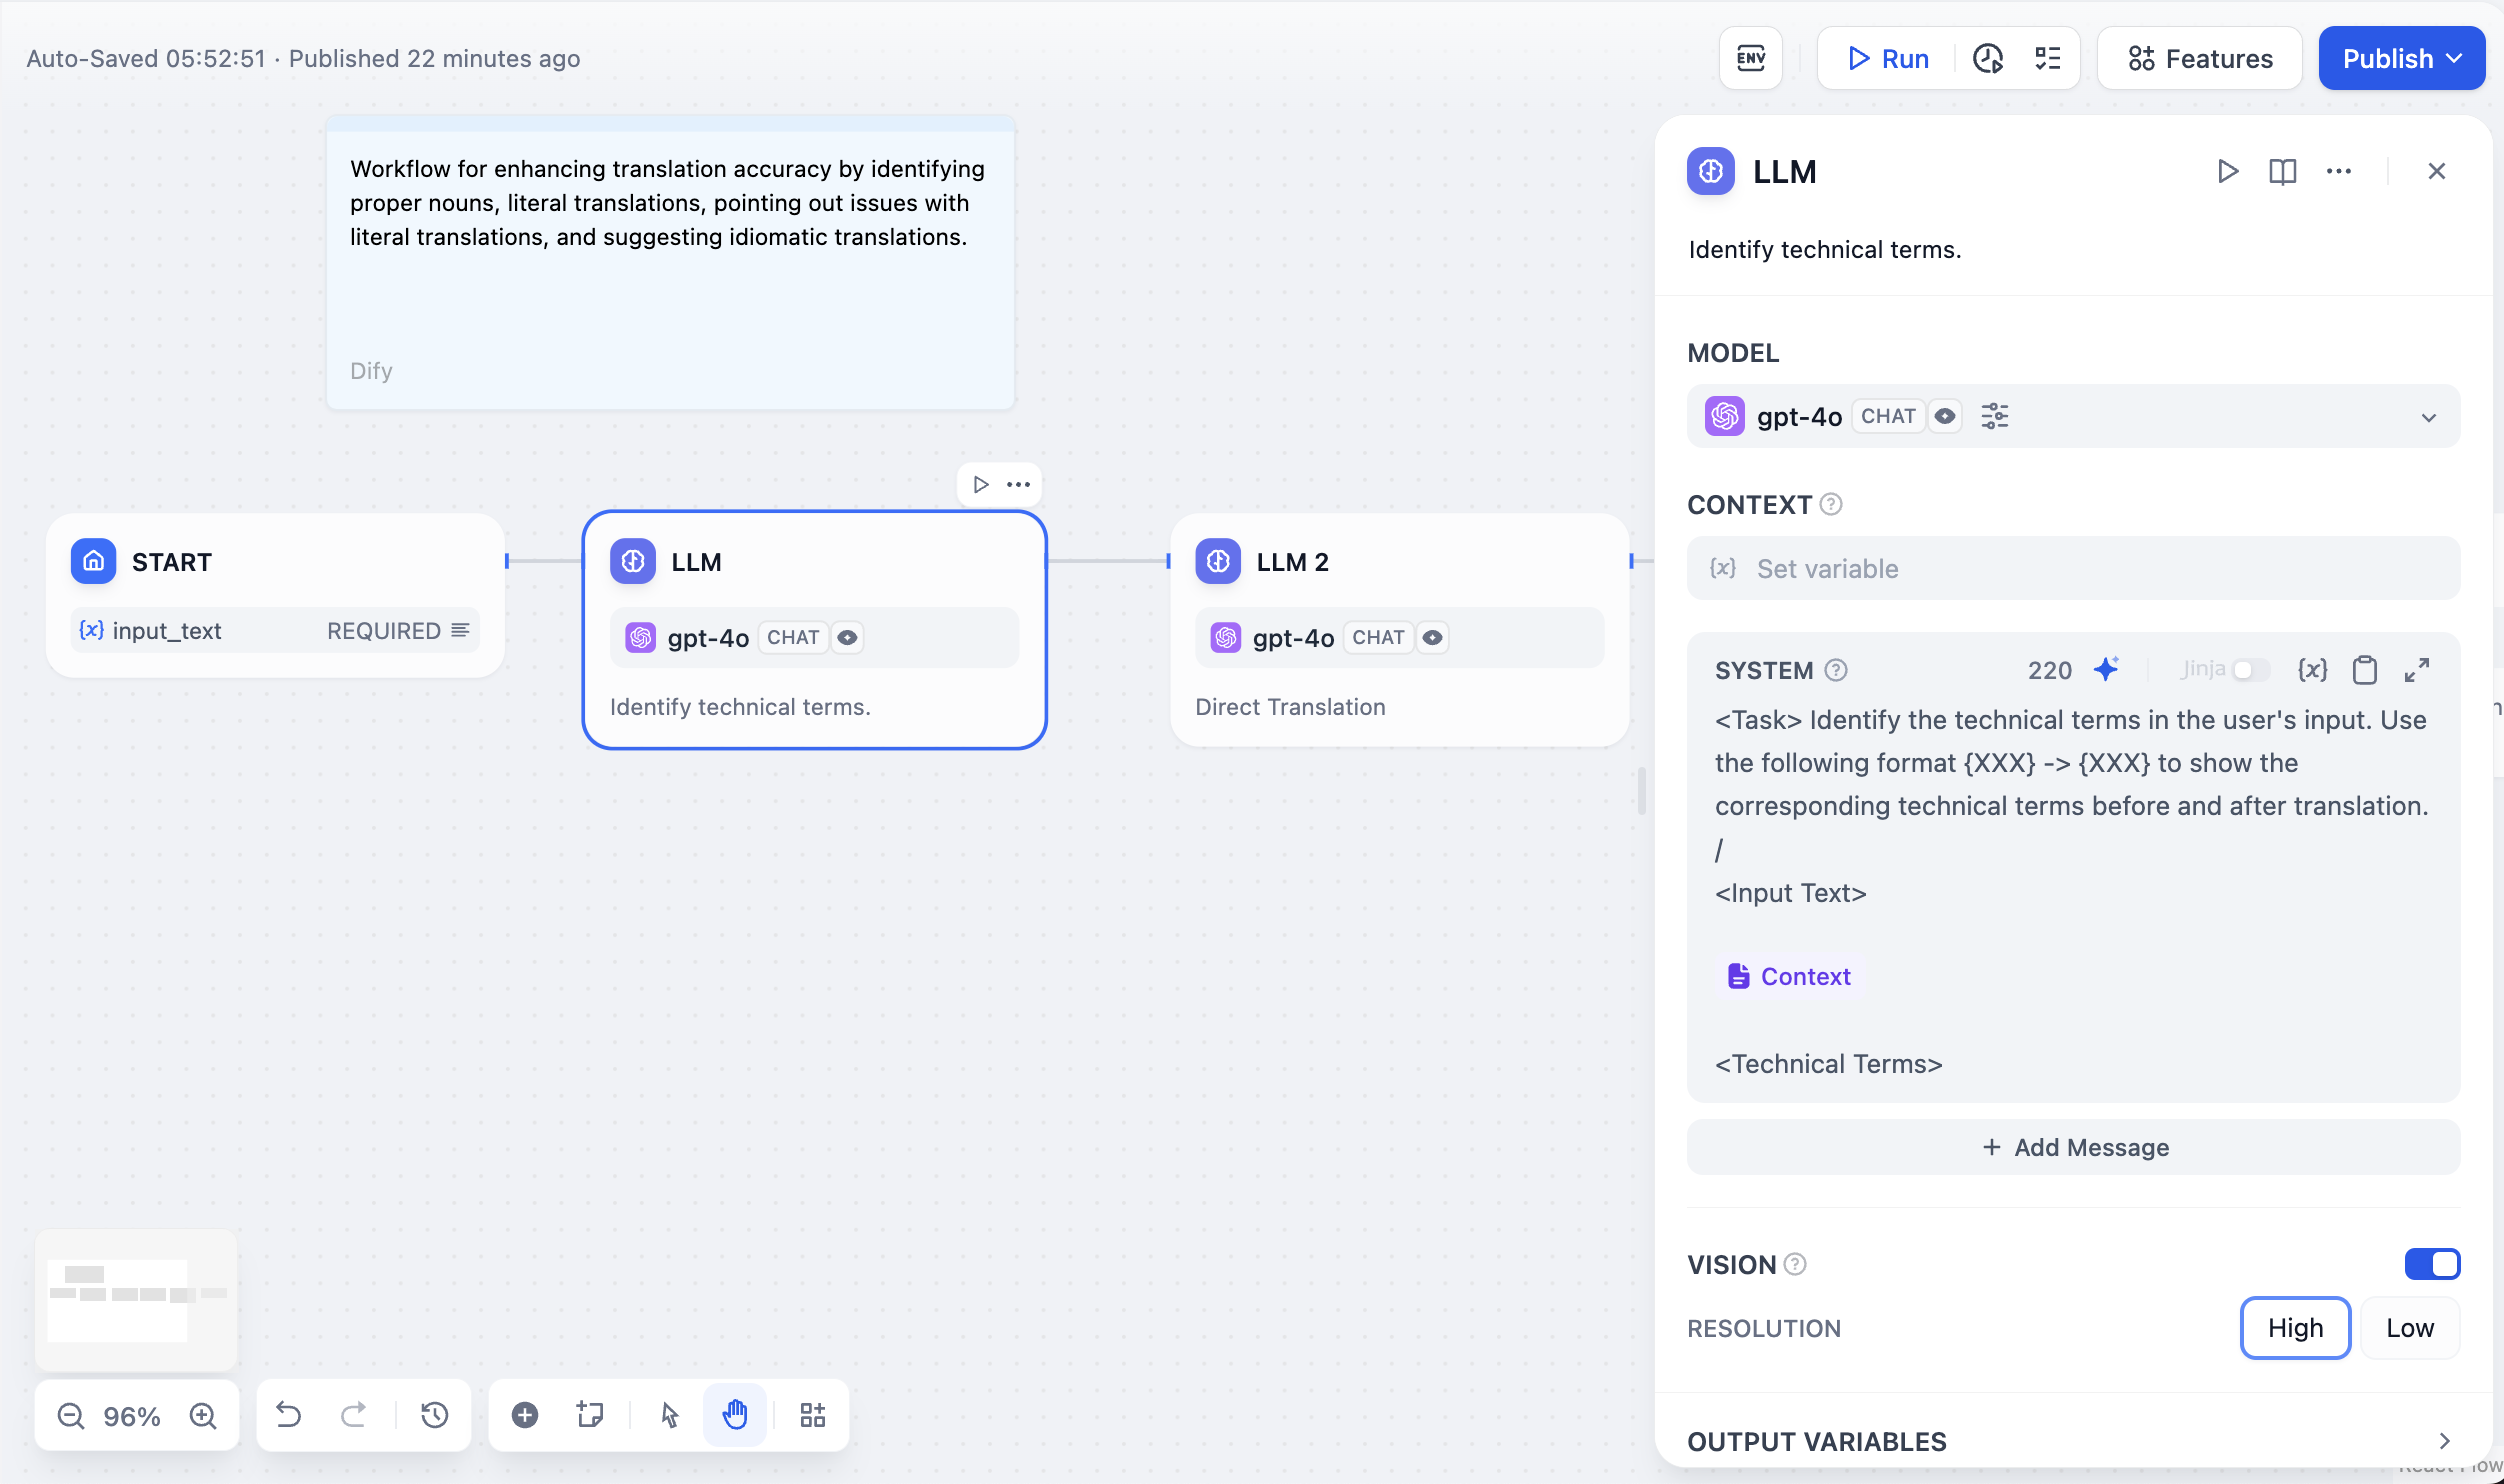 Auto-Saved 05:52:51 · Published 22 minutes ago
ENV
Run
Features
Publish
Workflow for enhancing translation accuracy by identifying
proper nouns, literal translations, pointing out issues with
literal translations, and suggesting idiomatic translations.
Dify
START
{x} input_text REQUIRED
LLM
gpt-4o CHAT
Identify technical terms.
LLM 2
gpt-4o CHAT
Direct Translation
LLM
Identify technical terms.
MODEL
gpt-4o CHAT
CONTEXT ?
{x} Set variable
SYSTEM ? 220 Jinja {x}
<Task> Identify the technical terms in the user's input. Use
the following format {XXX} -> {XXX} to show the
corresponding technical terms before and after translation.
/
<Input Text>
Context
<Technical Terms>
+ Add Message
VISION ?
RESOLUTION High Low
OUTPUT VARIABLES
96%